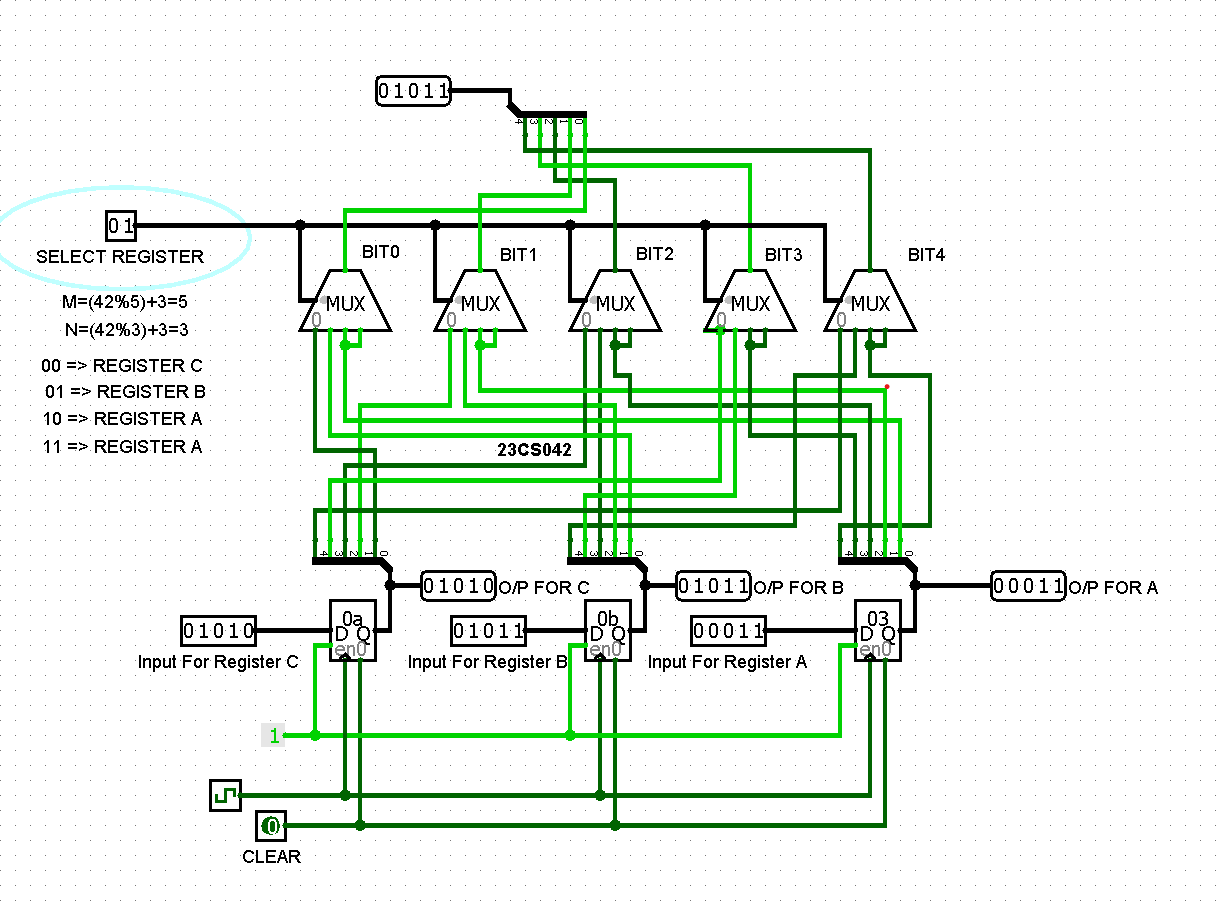 01011
4 3 2 1 0
01
SELECT REGISTER
BIT0 BIT1 BIT2 BIT3 BIT4
MUX MUX MUX MUX MUX
0 0 0 0 0
M=(42%5)+3=5
N=(42%3)+3=3
00 => REGISTER C
01 => REGISTER B
10 => REGISTER A
11 => REGISTER A
23CS042
4 3 2 1 0 4 3 2 1 0 4 3 2 1 0
01010 O/P FOR C 01011 O/P FOR B 00011 O/P FOR A
0a 0b 03
01010 D Q 01011 D Q 00011 D Q
en0 en0 en0
Input For Register C Input For Register B Input For Register A
1
0
CLEAR